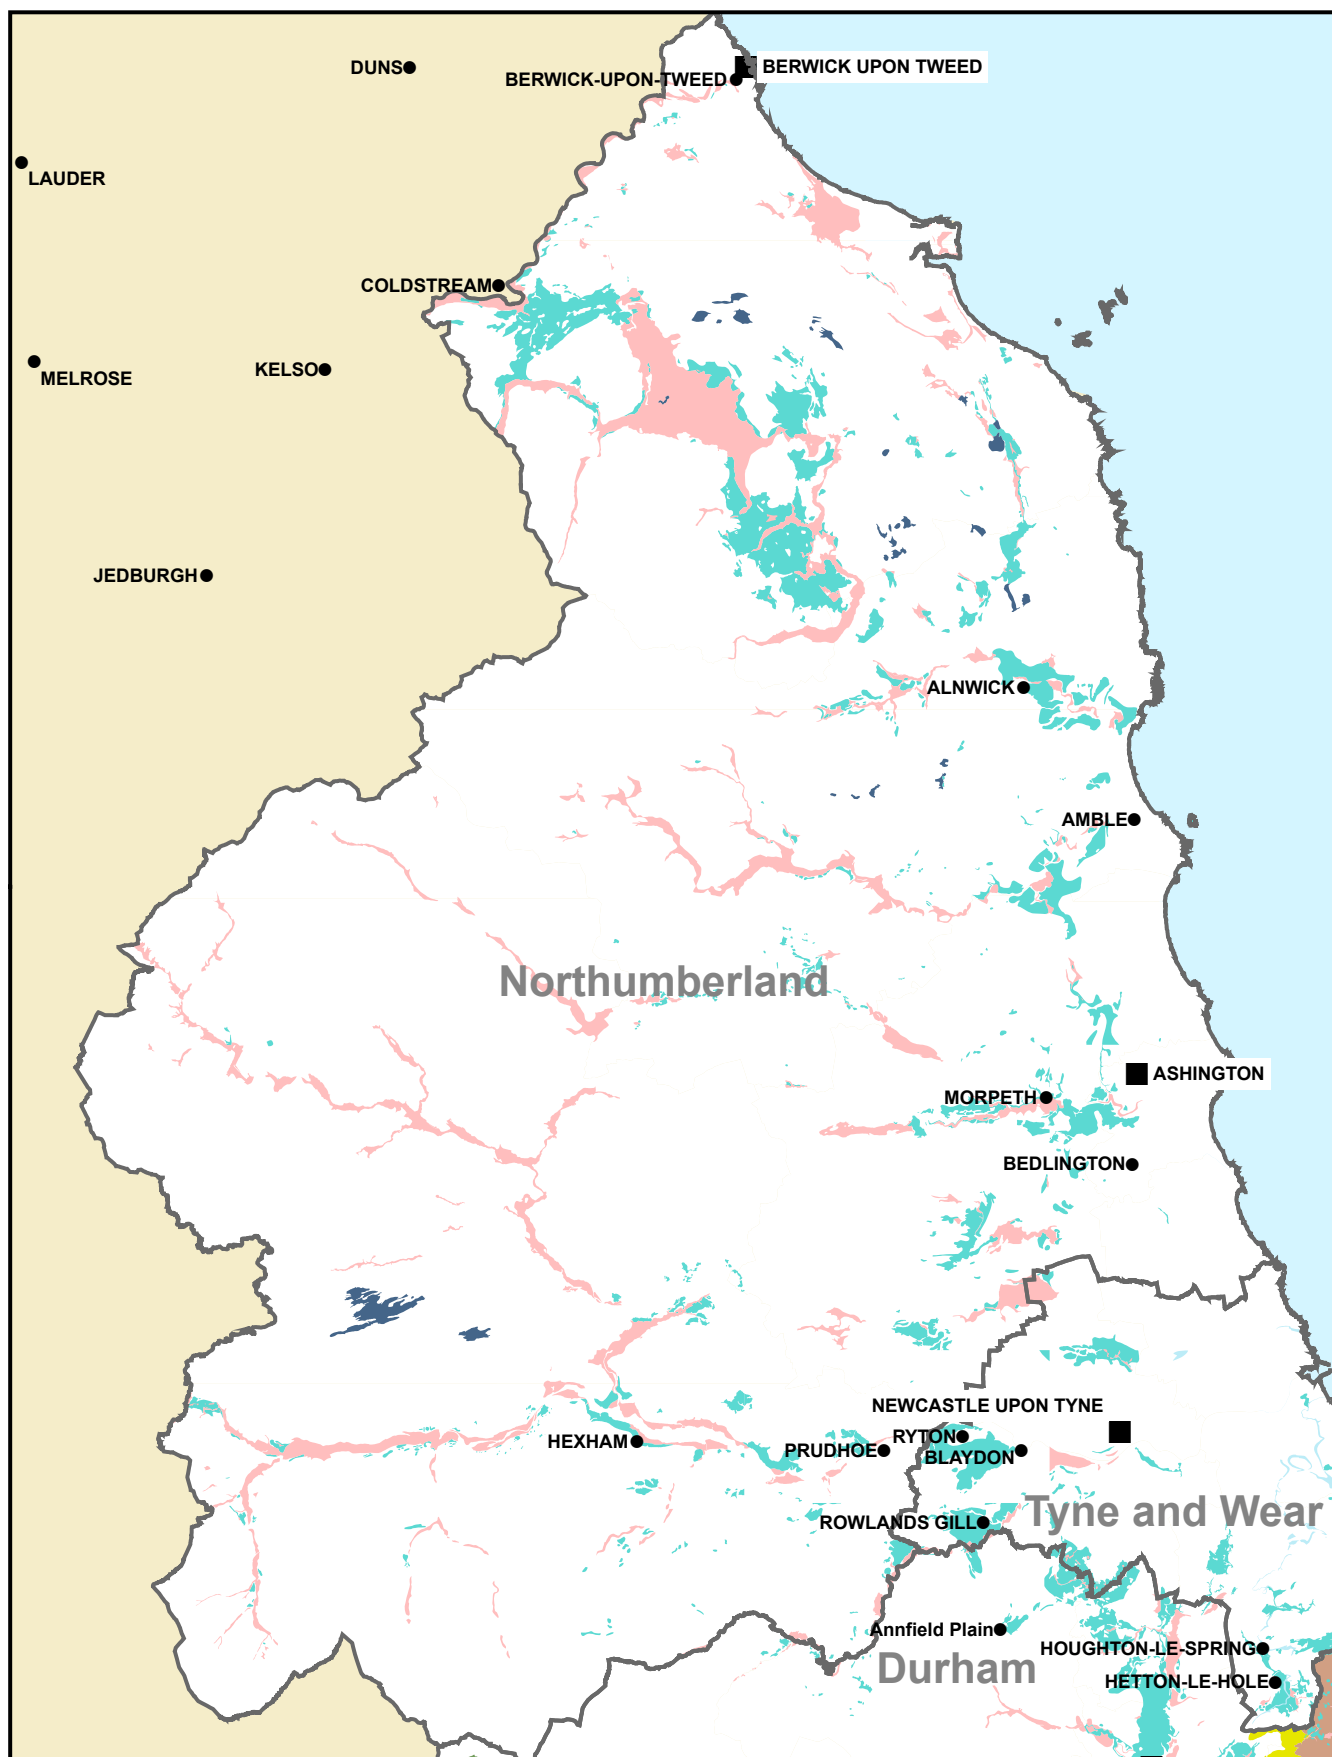 DUNS
BERWICK UPON TWEED
BERWICK-UPON-TWEED
LAUDER
COLDSTREAM
MELROSE
KELSO
JEDBURGH
ALNWICK
AMBLE
Northumberland
ASHINGTON
MORPETH
BEDLINGTON
NEWCASTLE UPON TYNE
HEXHAM
PRUDHOE
RYTON
BLAYDON
Tyne and Wear
ROWLANDS GILL
Annfield Plain
HOUGHTON-LE-SPRING
Durham
HETTON-LE-HOLE